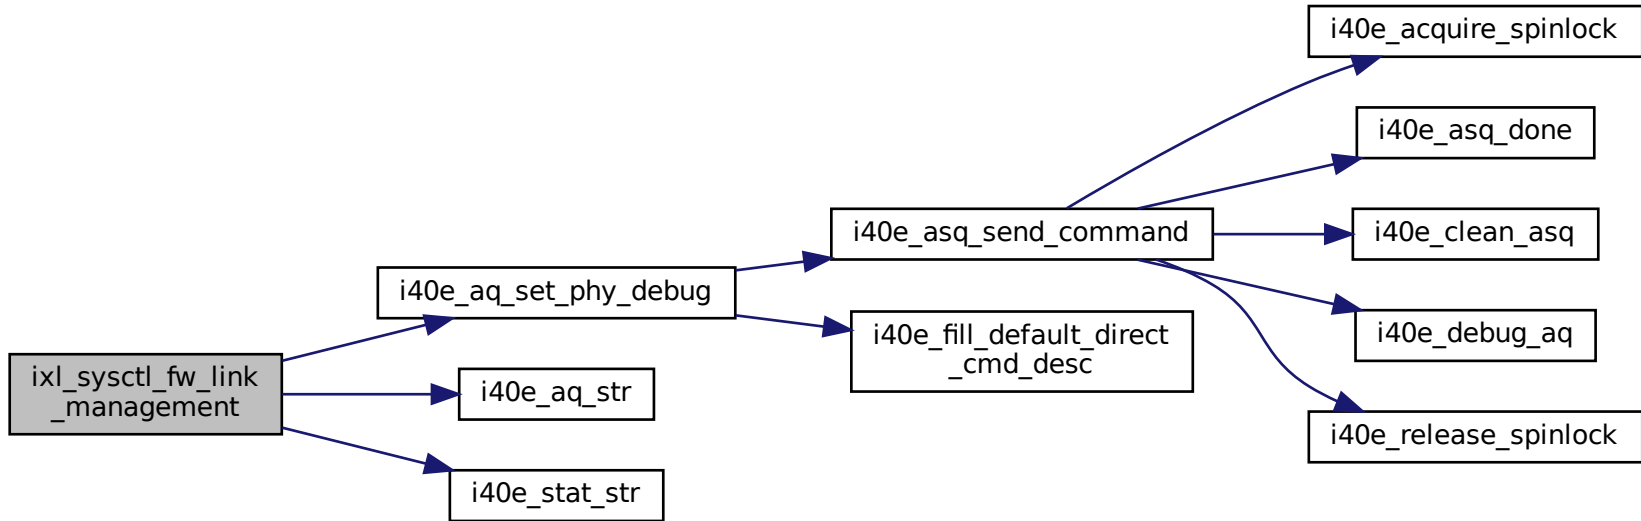 ixl_sysctl_fw_link
_management
i40e_aq_set_phy_debug
i40e_aq_str
i40e_stat_str
i40e_asq_send_command
i40e_fill_default_direct
_cmd_desc
i40e_acquire_spinlock
i40e_asq_done
i40e_clean_asq
i40e_debug_aq
i40e_release_spinlock